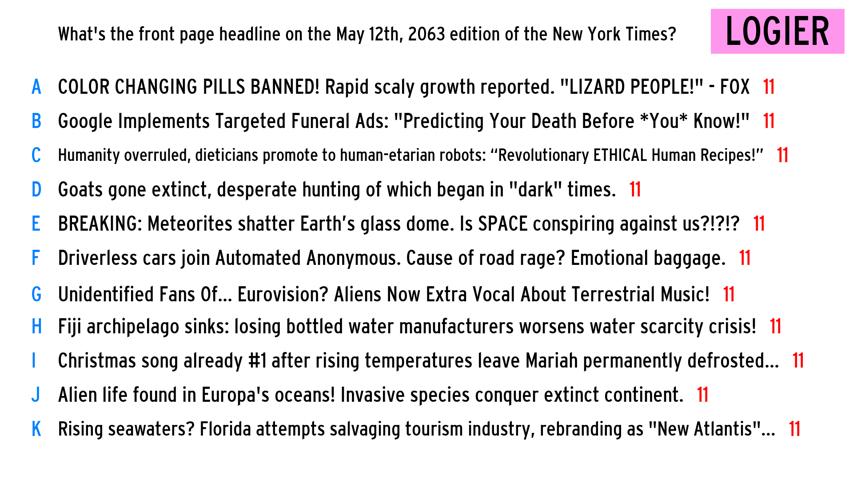 What's the front page headline on the May 12th, 2063 edition of the New York Times?
LOGIER
A COLOR CHANGING PILLS BANNED! Rapid scaly growth reported. "LIZARD PEOPLE!" - FOX 11
B Google Implements Targeted Funeral Ads: "Predicting Your Death Before *You* Know!" 11
C Humanity overruled, dieticians promote to human-etarian robots: “Revolutionary ETHICAL Human Recipes!” 11
D Goats gone extinct, desperate hunting of which began in "dark" times. 11
E BREAKING: Meteorites shatter Earth’s glass dome. Is SPACE conspiring against us?!?!? 11
F Driverless cars join Automated Anonymous. Cause of road rage? Emotional baggage. 11
G Unidentified Fans Of... Eurovision? Aliens Now Extra Vocal About Terrestrial Music! 11
H Fiji archipelago sinks: losing bottled water manufacturers worsens water scarcity crisis! 11
I Christmas song already #1 after rising temperatures leave Mariah permanently defrosted... 11
J Alien life found in Europa's oceans! Invasive species conquer extinct continent. 11
K Rising seawaters? Florida attempts salvaging tourism industry, rebranding as "New Atlantis"... 11